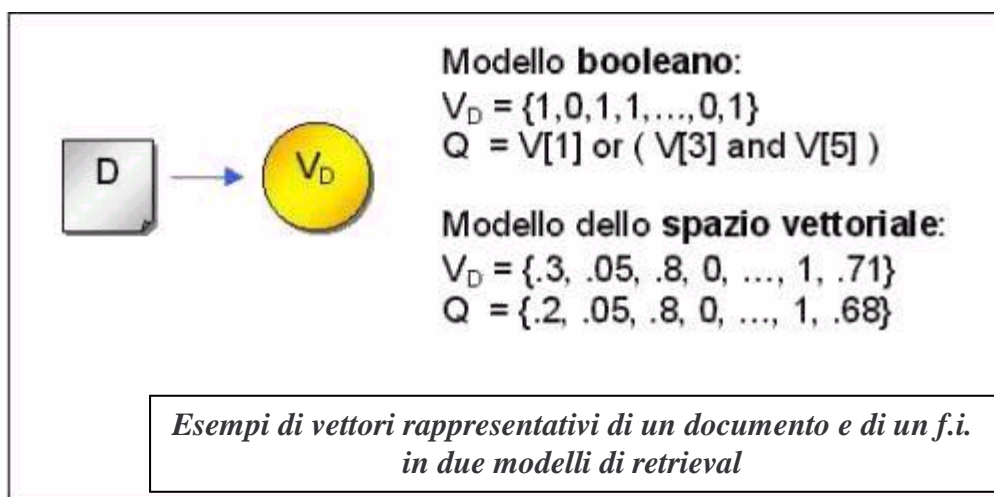 D
V_D
Modello booleano:
V_D = {1,0,1,1,...,0,1}
Q = V[1] or ( V[3] and V[5] )
Modello dello spazio vettoriale:
V_D = {.3, .05, .8, 0, ..., 1, .71}
Q = {.2, .05, .8, 0, ..., 1, .68}
Esempi di vettori rappresentativi di un documento e di un f.i.
in due modelli di retrieval